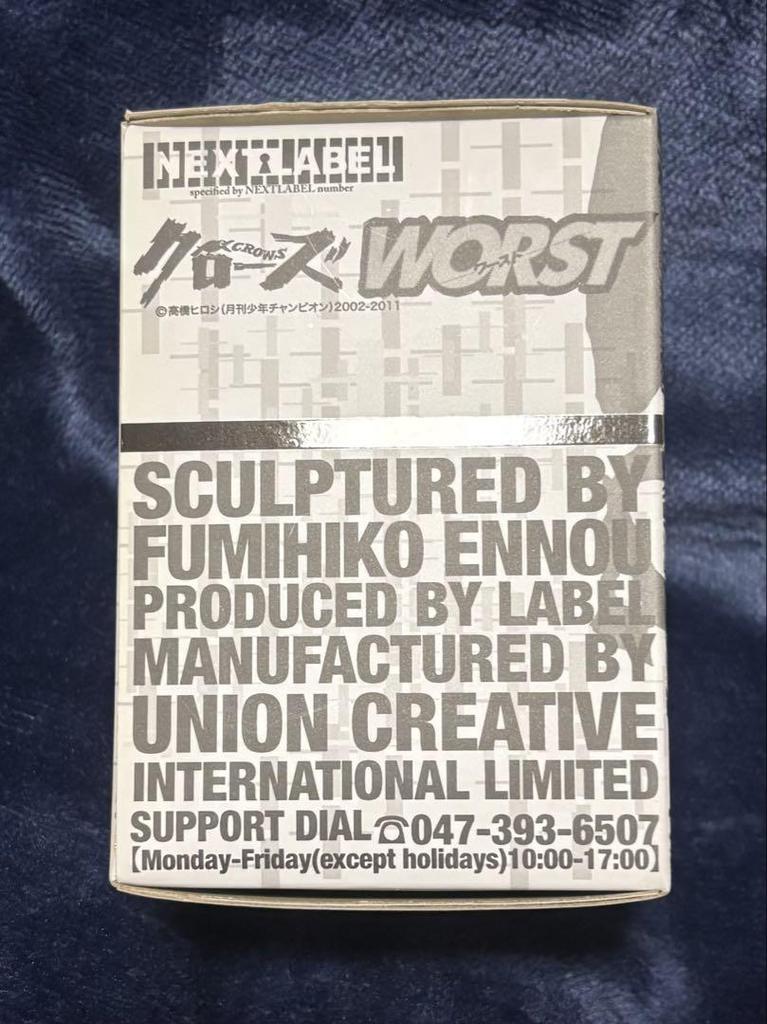 NEXT LABEL
specified by NEXTLABEL number
クローズ CROWS WORST ワースト
©高橋ヒロシ(月刊少年チャンピオン)2002-2011
SCULPTURED BY
FUMIHIKO ENNOU
PRODUCED BY LABEL
MANUFACTURED BY
UNION CREATIVE
INTERNATIONAL LIMITED
SUPPORT DIAL ☎047-393-6507
【Monday-Friday(except holidays)10:00-17:00】